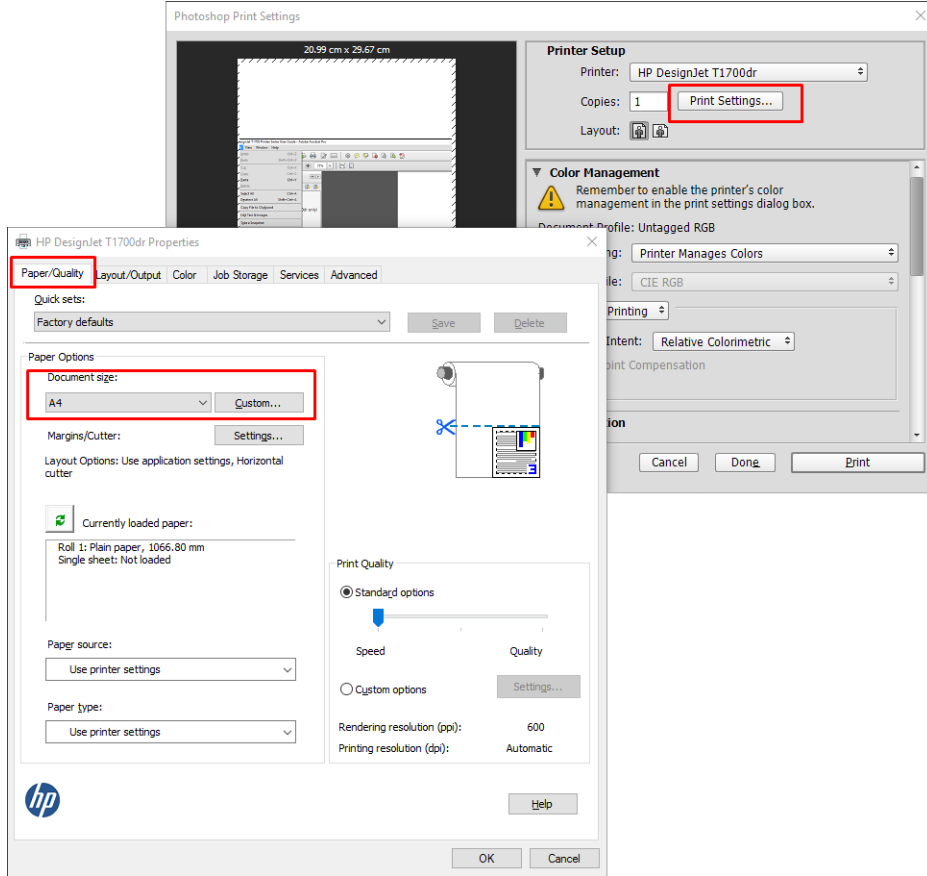 Photoshop Print Settings
20.99 cm x 29.67 cm
Printer Setup
Printer: HP DesignJet T1700dr
Copies: 1 Print Settings...
Layout:
Color Management
Remember to enable the printer's color
management in the print settings dialog box.
Document Profile: Untagged RGB
ng: Printer Manages Colors
ile: CIE RGB
Printing
Intent: Relative Colorimetric
oint Compensation
ion
Cancel Done Print
HP DesignJet T1700dr Properties
Paper/Quality Layout/Output Color Job Storage Services Advanced
Quick sets:
Factory defaults Save Delete
Paper Options
Document size:
A4 Custom...
Margins/Cutter: Settings...
Layout Options: Use application settings, Horizontal
cutter
Currently loaded paper:
Roll 1: Plain paper, 1066.80 mm
Single sheet: Not loaded
Paper source:
Use printer settings
Paper type:
Use printer settings
3
Print Quality
Standard options
Speed Quality
Custom options Settings...
Rendering resolution (ppi): 600
Printing resolution (dpi): Automatic
hp
Help
OK Cancel